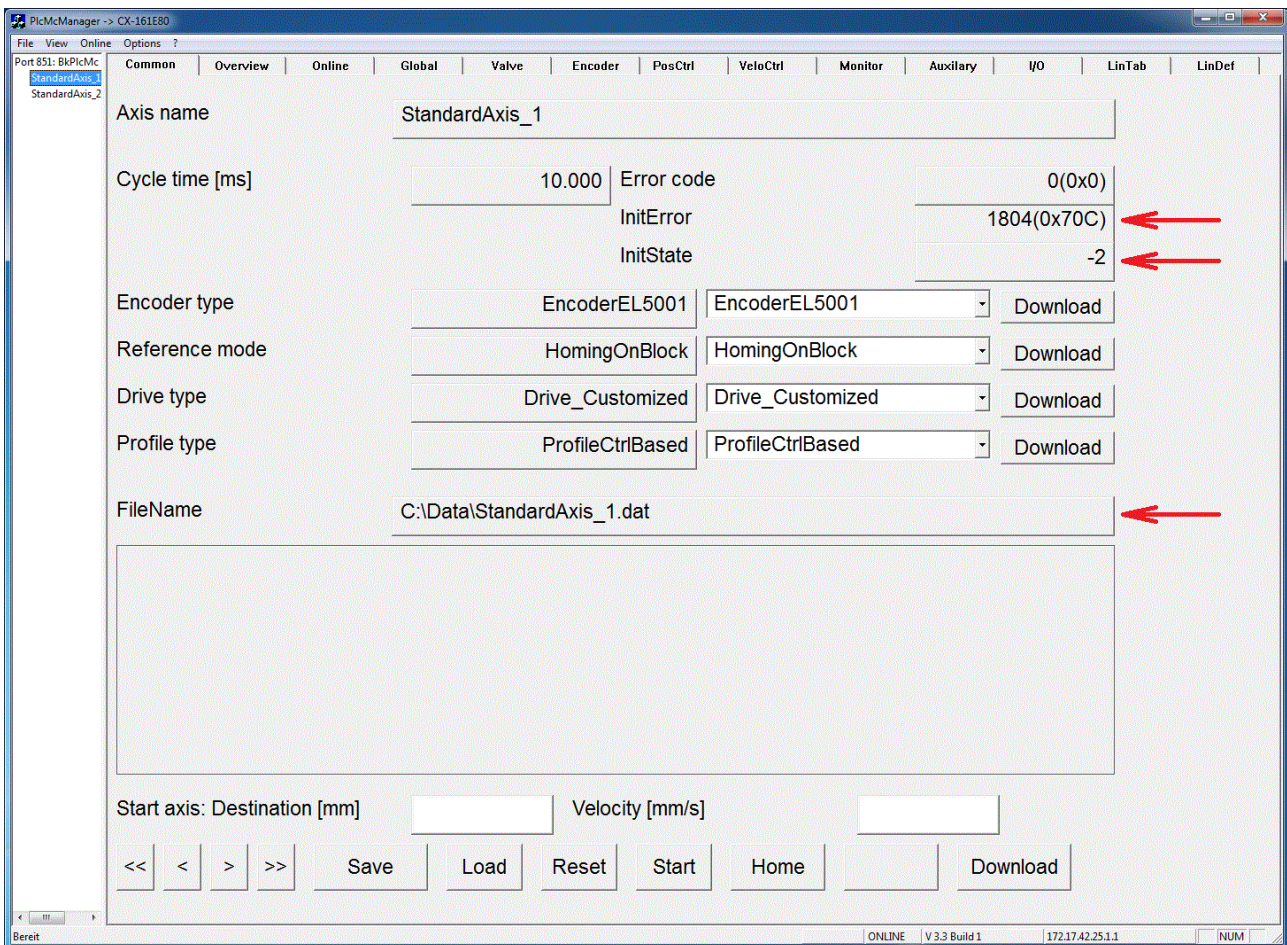 PlcMcManager -> CX-161E80
File View Online Options ?
Port 851: BkPlcMc
StandardAxis_1
StandardAxis_2
Common Overview Online Global Valve Encoder PosCtrl VeloCtrl Monitor Auxilary I/O LinTab LinDef
Axis name StandardAxis_1
Cycle time [ms] 10.000 Error code 0(0x0)
InitError 1804(0x70C)
InitState -2
Encoder type EncoderEL5001 EncoderEL5001 Download
Reference mode HomingOnBlock HomingOnBlock Download
Drive type Drive_Customized Drive_Customized Download
Profile type ProfileCtrlBased ProfileCtrlBased Download
FileName C:\Data\StandardAxis_1.dat
Start axis: Destination [mm] Velocity [mm/s]
<< < > >> Save Load Reset Start Home Download
Bereit ONLINE V 3.3 Build 1 172.17.42.25.1.1 NUM